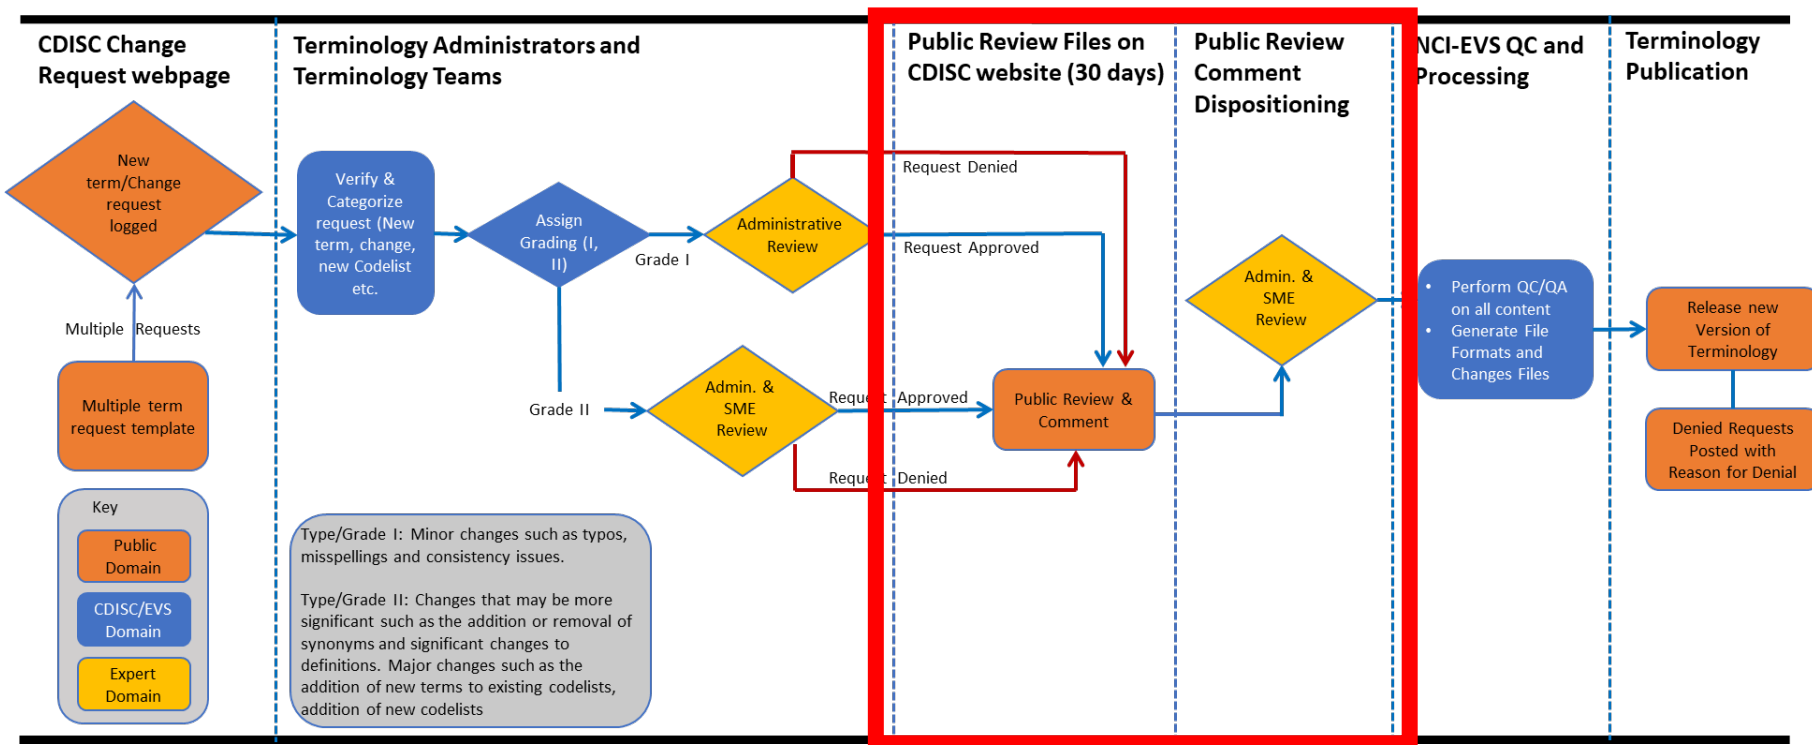 CDISC Change
Request webpage
Terminology Administrators and
Terminology Teams
Public Review Files on
CDISC website (30 days)
Public Review
Comment
Dispositioning
NCI-EVS QC and
Processing
Terminology
Publication
New
term/Change
request
logged
Multiple Requests
Multiple term
request template
Verify &
Categorize
request (New
term, change,
new Codelist
etc.
Assign
Grading (I,
II)
Grade I
Grade II
Administrative
Review
Request Denied
Request Approved
Admin. &
SME
Review
Request Approved
Request Denied
Public Review &
Comment
Admin. &
SME
Review
• Perform QC/QA
on all content
• Generate File
Formats and
Changes Files
Release new
Version of
Terminology
Denied Requests
Posted with
Reason for Denial
Key
Public
Domain
CDISC/EVS
Domain
Expert
Domain
Type/Grade I: Minor changes such as typos,
misspellings and consistency issues.
Type/Grade II: Changes that may be more
significant such as the addition or removal of
synonyms and significant changes to
definitions. Major changes such as the
addition of new terms to existing codelists,
addition of new codelists